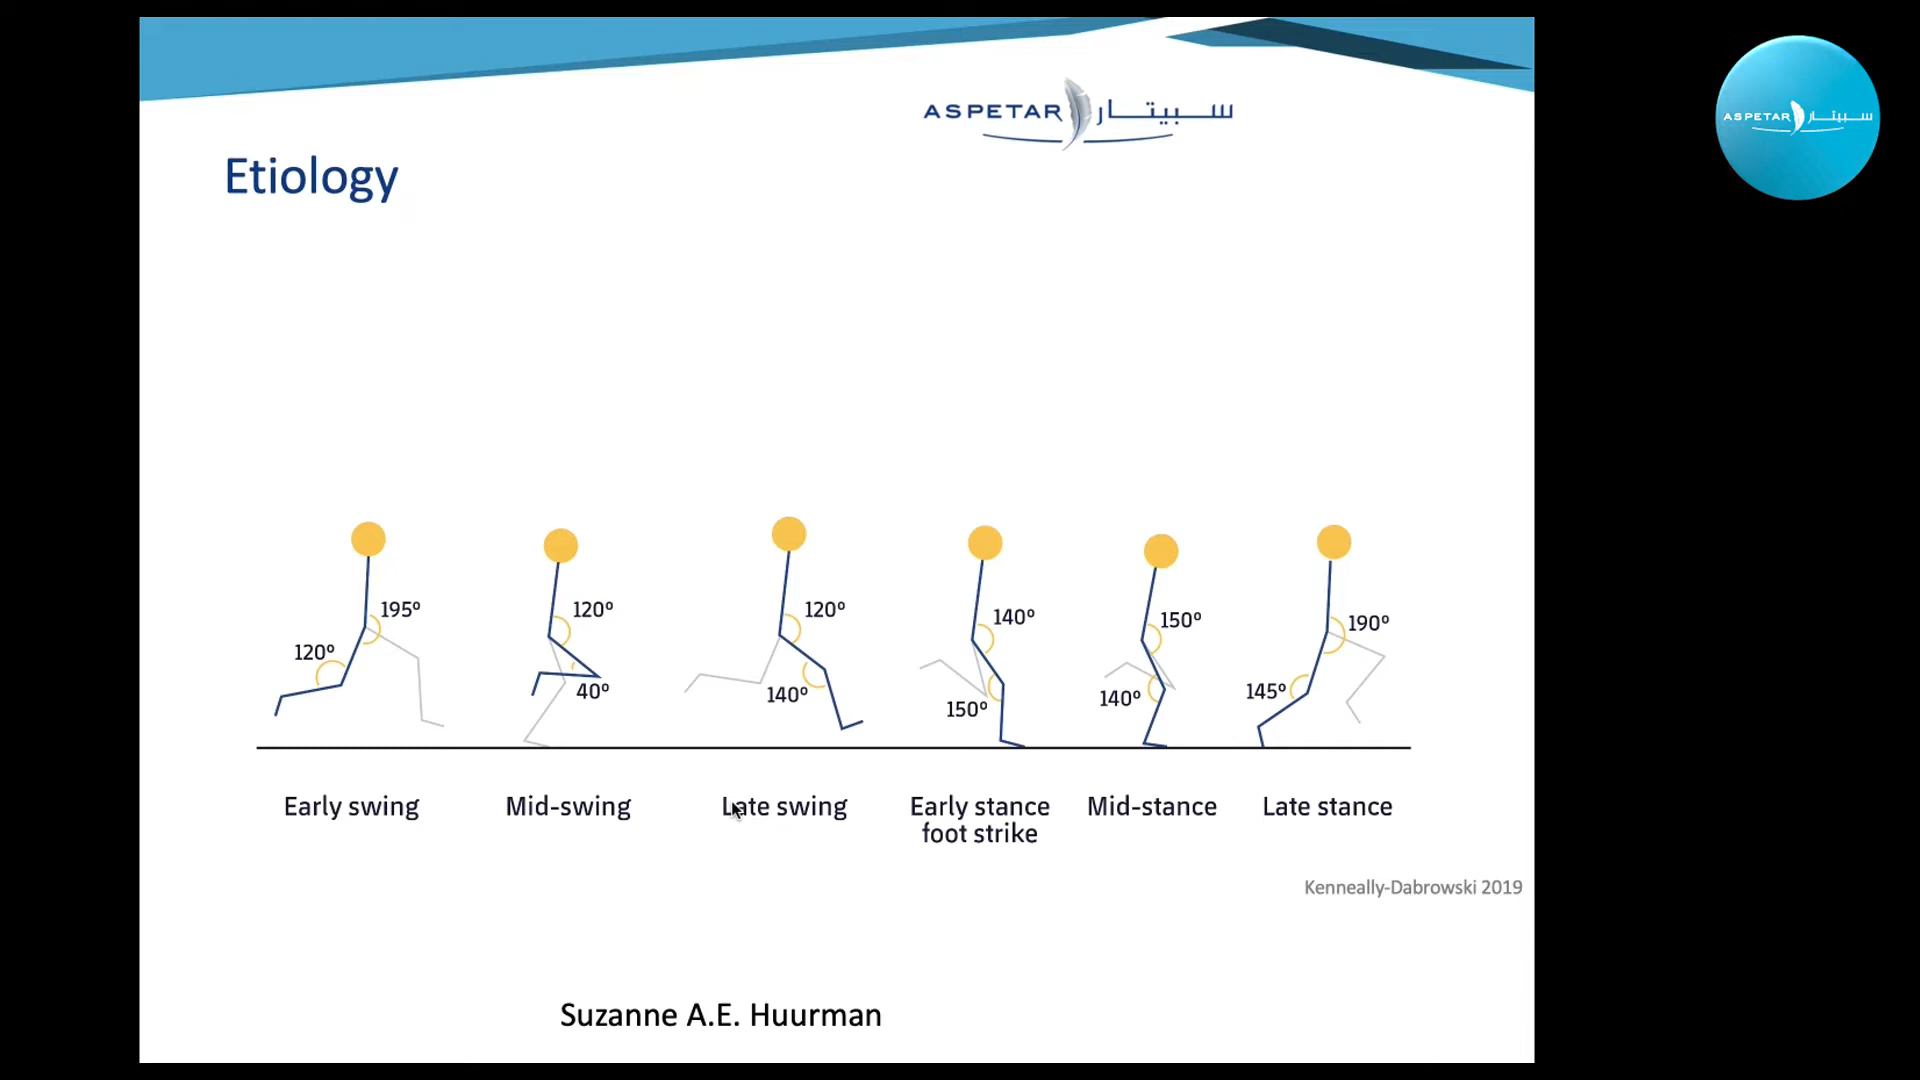 ASPETAR سبيتار
ASPETAR سبيتار
Etiology
195º
120º
120º
40º
120º
140º
140º
150º
150º
140º
190º
145º
Early swing
Mid-swing
Late swing
Early stance
foot strike
Mid-stance
Late stance
Kenneally-Dabrowski 2019
Suzanne A.E. Huurman